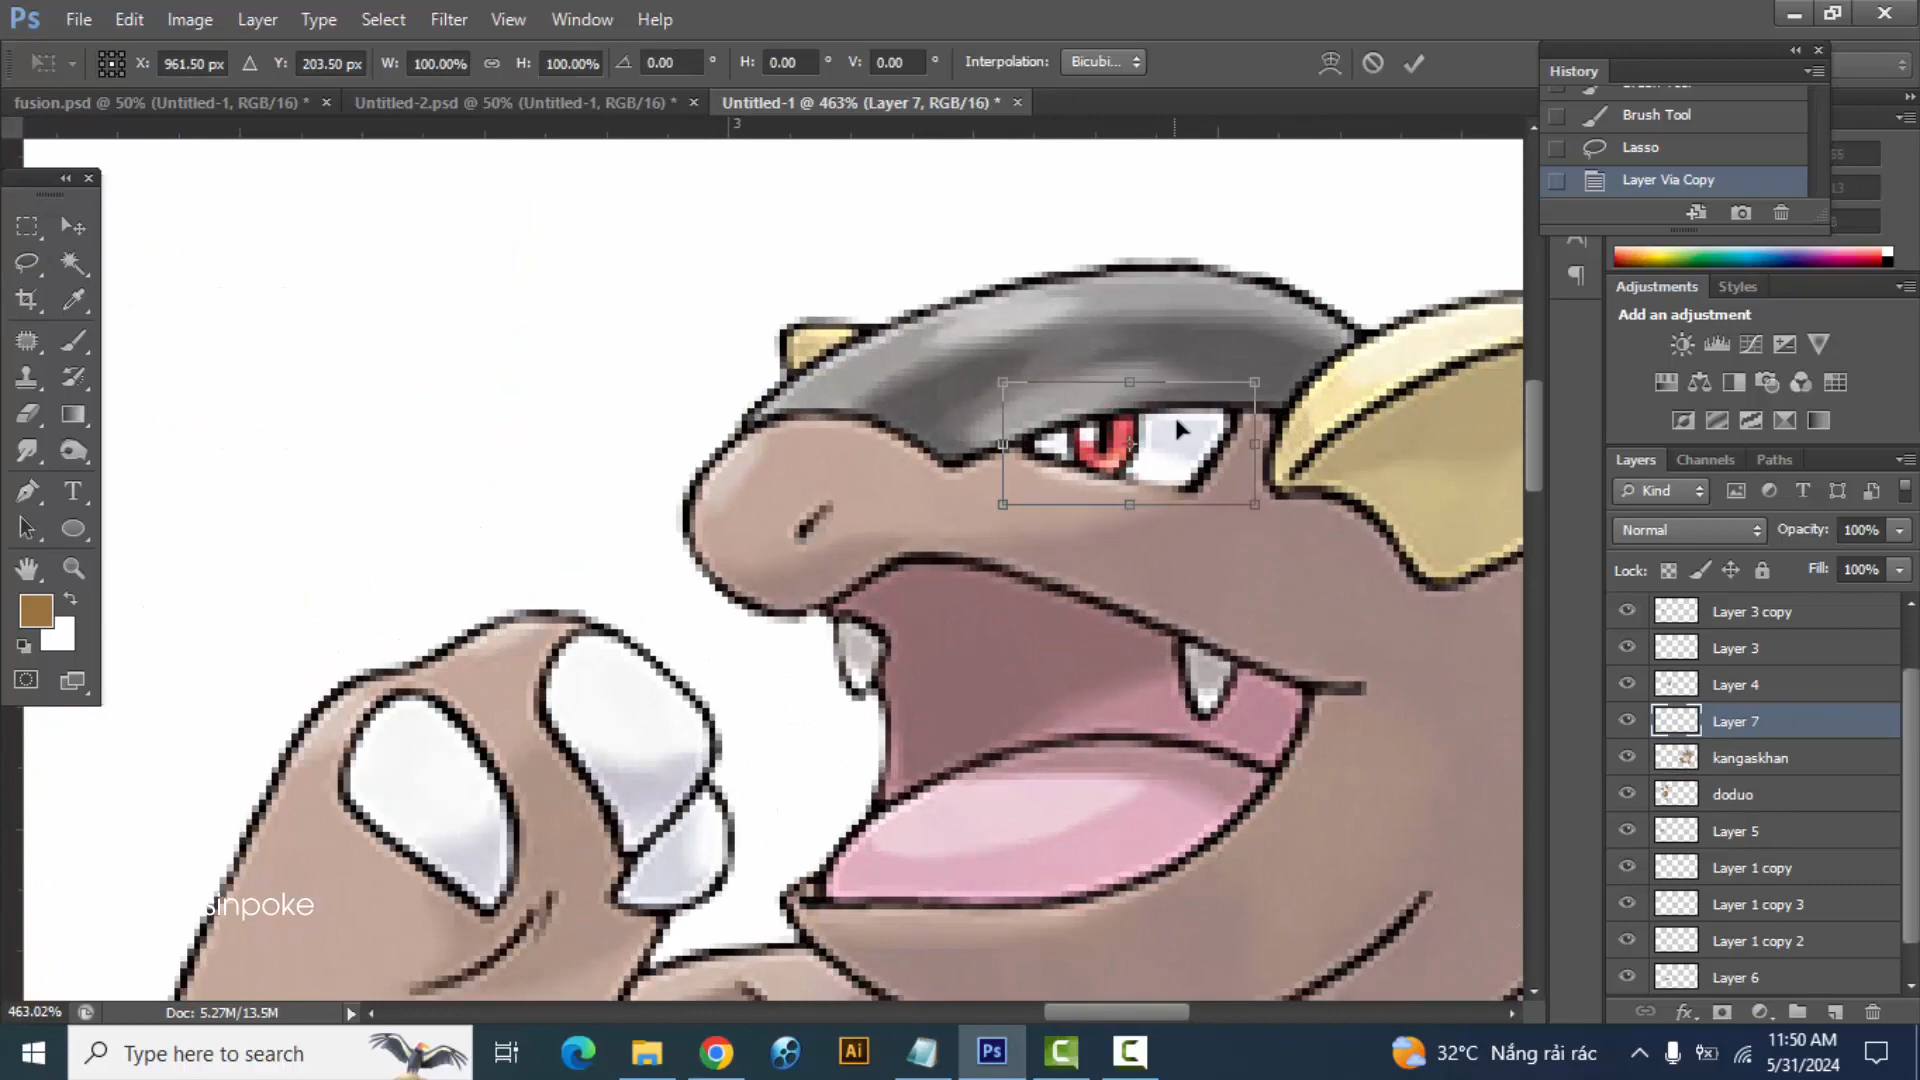 Ps File Edit Image Layer Type Select Filter View Window Help
X: 961.50 px Y: 203.50 px W: 100.00% H: 100.00% 0.00 ° H: 0.00 ° V: 0.00 ° Interpolation: Bicubi...
fusion.psd @ 50% (Untitled-1, RGB/16) * × Untitled-2.psd @ 50% (Untitled-1, RGB/16) * × Untitled-1 @ 463% (Layer 7, RGB/16) * ×
3
History
Brush Tool
Lasso
Layer Via Copy
Adjustments Styles
Add an adjustment
Layers Channels Paths
Kind
Normal Opacity: 100%
Lock: Fill: 100%
Layer 3 copy
Layer 3
Layer 4
Layer 7
kangaskhan
doduo
Layer 5
Layer 1 copy
Layer 1 copy 3
Layer 1 copy 2
Layer 6
sinpoke
463.02% Doc: 5.27M/13.5M
Type here to search
Ai Ps
32°C Nắng rải rác
11:50 AM
5/31/2024